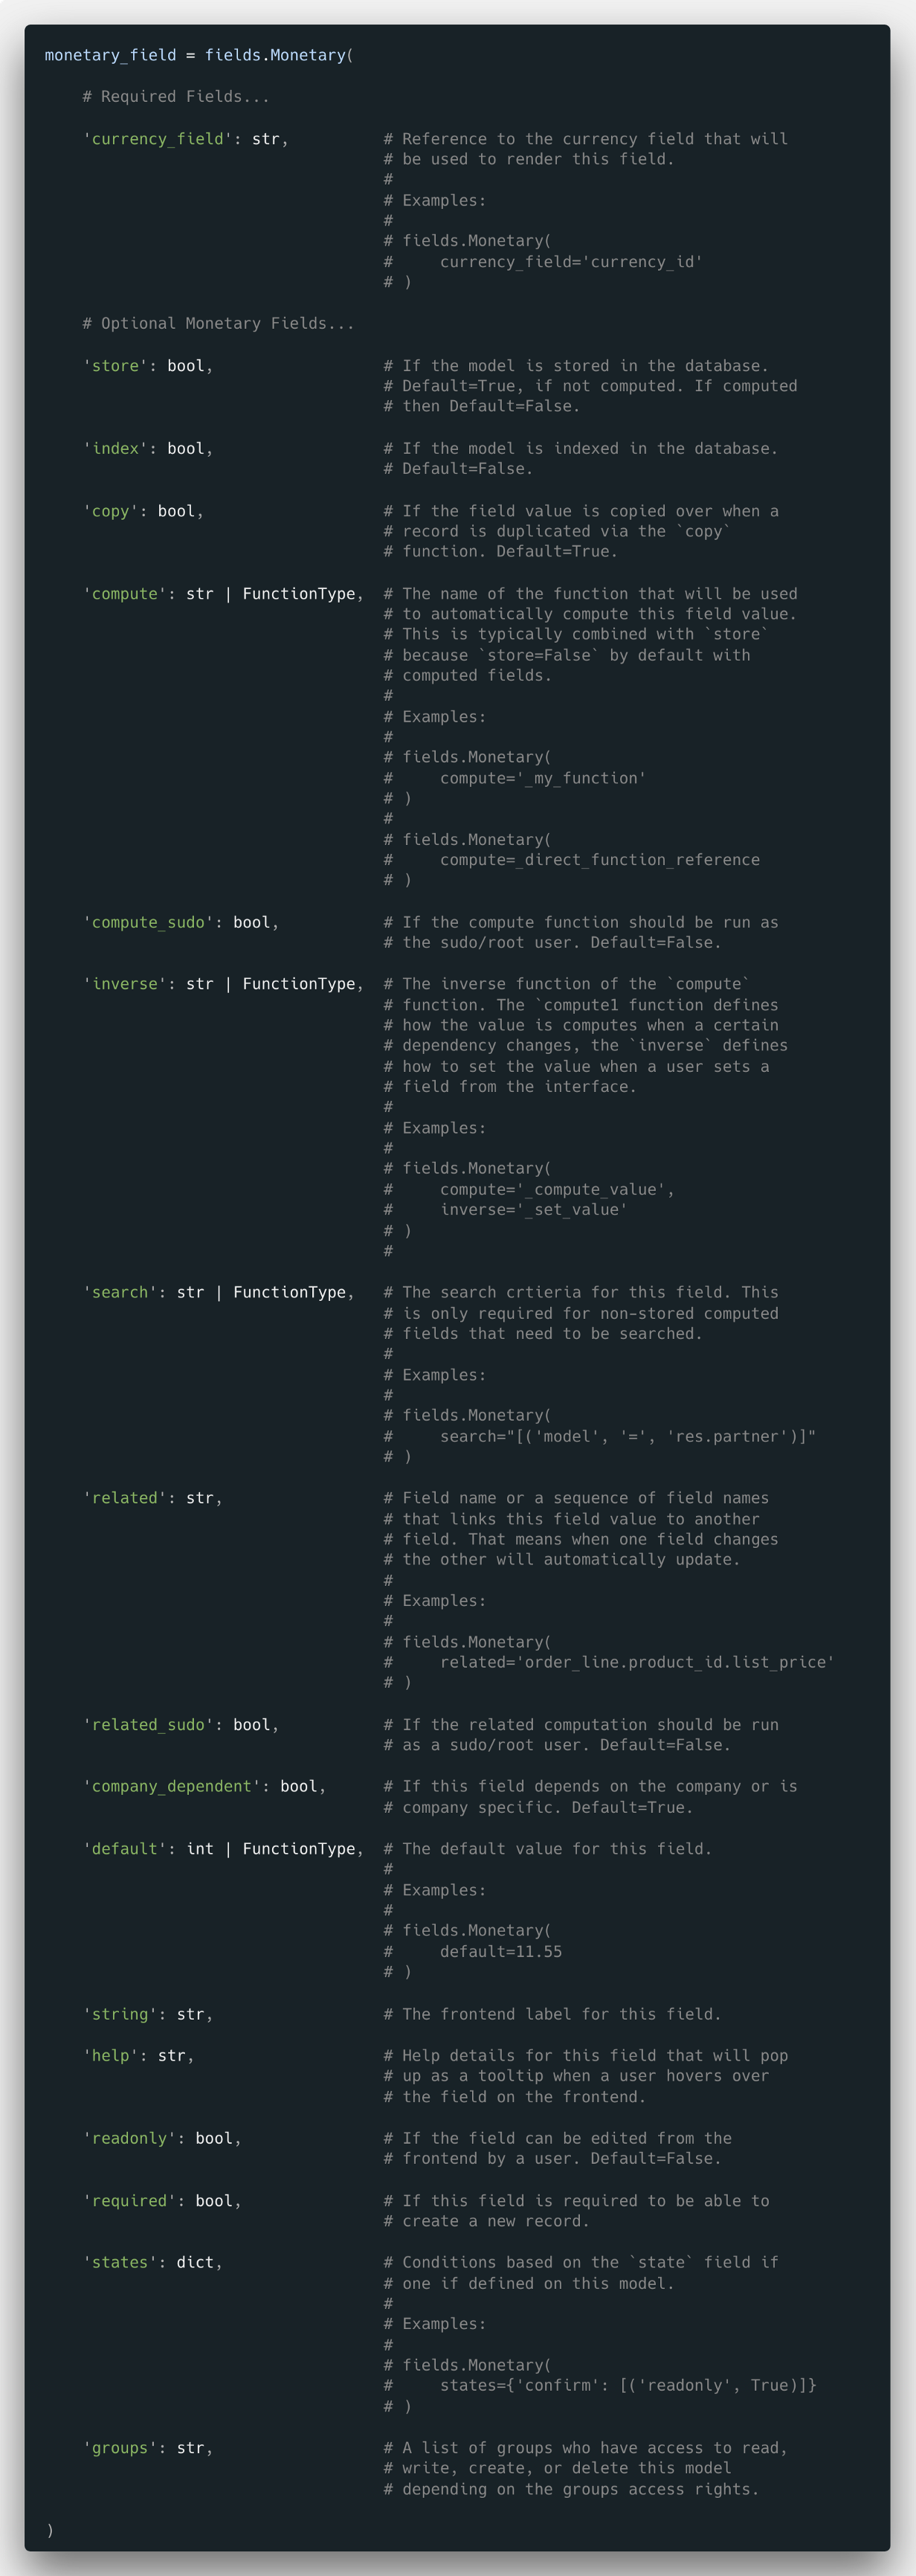 monetary_field = fields.Monetary(
# Required Fields...
'currency_field': str, # Reference to the currency field that will
# be used to render this field.
#
# Examples:
#
# fields.Monetary(
# currency_field='currency_id'
# )
# Optional Monetary Fields...
'store': bool, # If the model is stored in the database.
# Default=True, if not computed. If computed
# then Default=False.
'index': bool, # If the model is indexed in the database.
# Default=False.
'copy': bool, # If the field value is copied over when a
# record is duplicated via the `copy`
# function. Default=True.
'compute': str | FunctionType, # The name of the function that will be used
# to automatically compute this field value.
# This is typically combined with `store`
# because `store=False` by default with
# computed fields.
#
# Examples:
#
# fields.Monetary(
# compute='_my_function'
# )
#
# fields.Monetary(
# compute=_direct_function_reference
# )
'compute_sudo': bool, # If the compute function should be run as
# the sudo/root user. Default=False.
'inverse': str | FunctionType, # The inverse function of the `compute`
# function. The `compute1 function defines
# how the value is computes when a certain
# dependency changes, the `inverse` defines
# how to set the value when a user sets a
# field from the interface.
#
# Examples:
#
# fields.Monetary(
# compute='_compute_value',
# inverse='_set_value'
# )
#
'search': str | FunctionType, # The search crtieria for this field. This
# is only required for non-stored computed
# fields that need to be searched.
#
# Examples:
#
# fields.Monetary(
# search="[('model', '=', 'res.partner')]"
# )
'related': str, # Field name or a sequence of field names
# that links this field value to another
# field. That means when one field changes
# the other will automatically update.
#
# Examples:
#
# fields.Monetary(
# related='order_line.product_id.list_price'
# )
'related_sudo': bool, # If the related computation should be run
# as a sudo/root user. Default=False.
'company_dependent': bool, # If this field depends on the company or is
# company specific. Default=True.
'default': int | FunctionType, # The default value for this field.
#
# Examples:
#
# fields.Monetary(
# default=11.55
# )
'string': str, # The frontend label for this field.
'help': str, # Help details for this field that will pop
# up as a tooltip when a user hovers over
# the field on the frontend.
'readonly': bool, # If the field can be edited from the
# frontend by a user. Default=False.
'required': bool, # If this field is required to be able to
# create a new record.
'states': dict, # Conditions based on the `state` field if
# one if defined on this model.
#
# Examples:
#
# fields.Monetary(
# states={'confirm': [('readonly', True)]}
# )
'groups': str, # A list of groups who have access to read,
# write, create, or delete this model
# depending on the groups access rights.
)